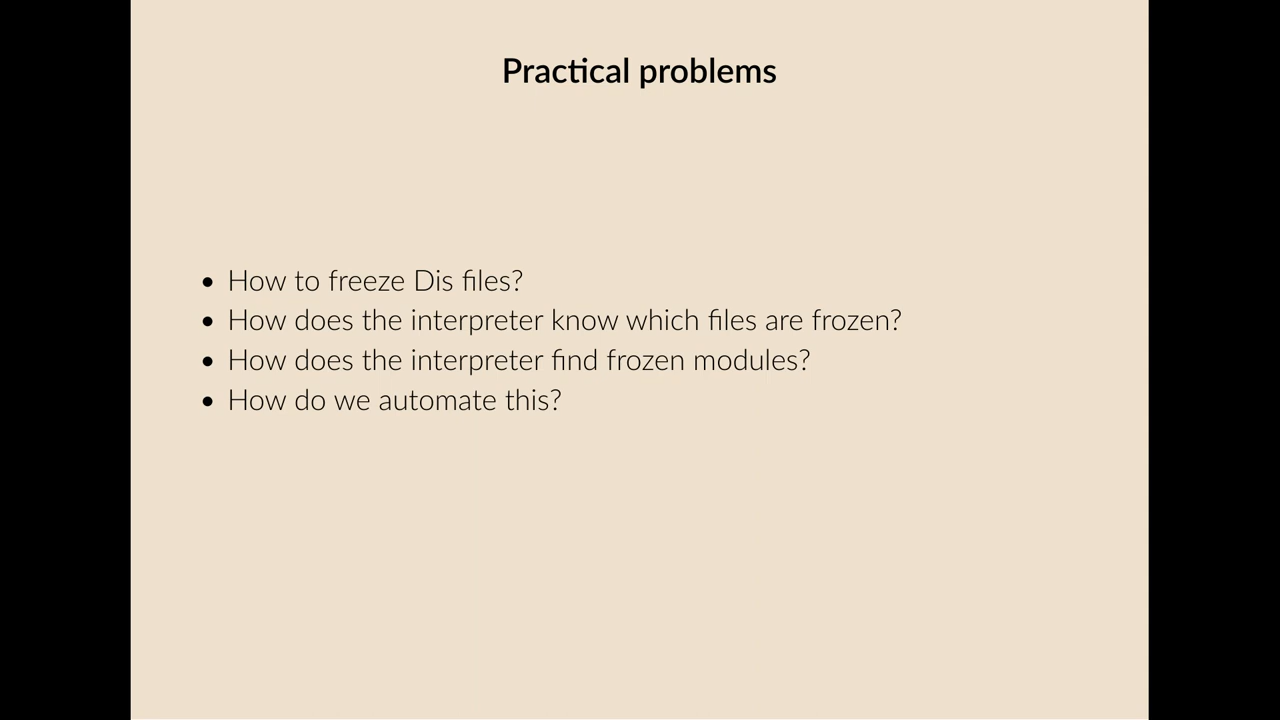 Practical problems
• How to freeze Dis files?
• How does the interpreter know which files are frozen?
• How does the interpreter find frozen modules?
• How do we automate this?